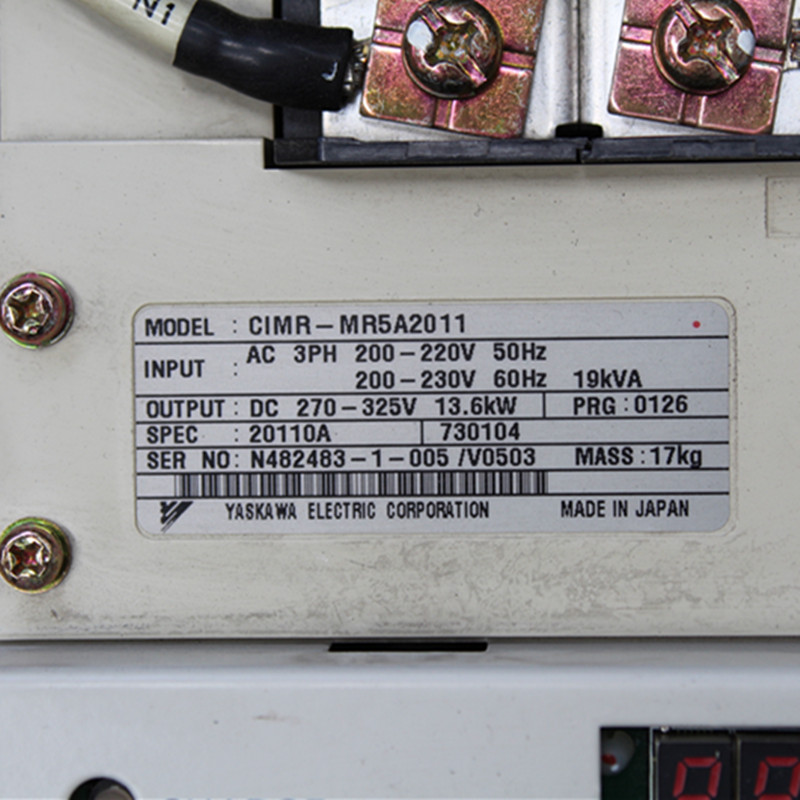 N1
MODEL : CIMR-MR5A2011
INPUT : AC 3PH 200-220V 50Hz
200-230V 60Hz 19kVA
OUTPUT : DC 270-325V 13.6kW PRG : 0126
SPEC : 20110A 730104
SER NO : N482483-1-005 /V0503 MASS : 17kg
YASKAWA ELECTRIC CORPORATION MADE IN JAPAN